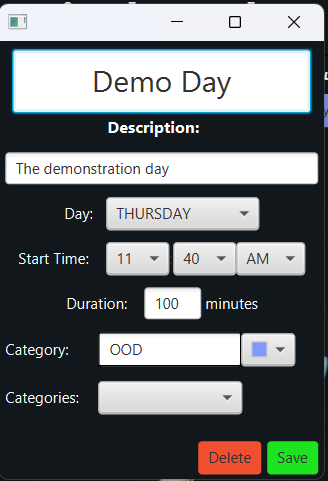 Demo Day
Description:
The demonstration day
Day: THURSDAY
Start Time: 11 40 AM
Duration: 100 minutes
Category: OOD
Categories:
Delete Save